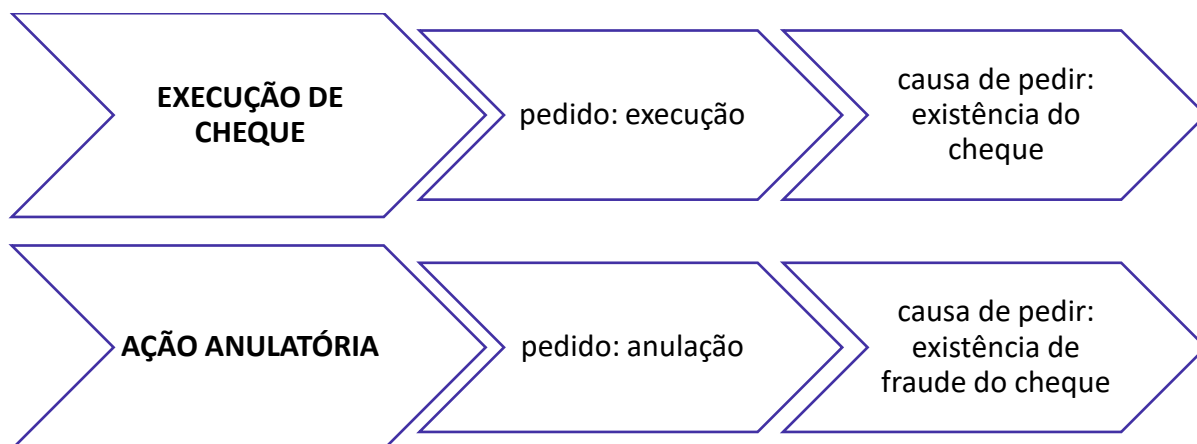 EXECUÇÃO DE
CHEQUE
pedido: execução
causa de pedir:
existência do
cheque
AÇÃO ANULATÓRIA
pedido: anulação
causa de pedir:
existência de
fraude do cheque